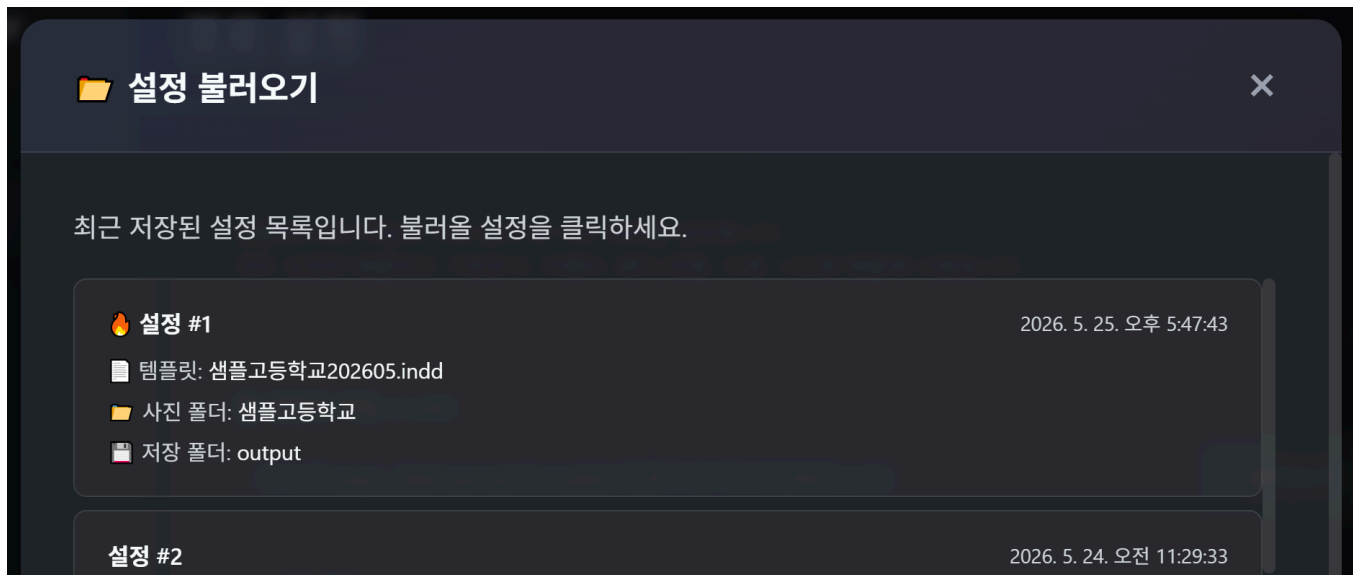 📂 설정 불러오기
×
최근 저장된 설정 목록입니다. 불러올 설정을 클릭하세요.
🔥 설정 #1 2026. 5. 25. 오후 5:47:43
📄 템플릿: 샘플고등학교202605.indd
📁 사진 폴더: 샘플고등학교
💾 저장 폴더: output
설정 #2 2026. 5. 24. 오전 11:29:33